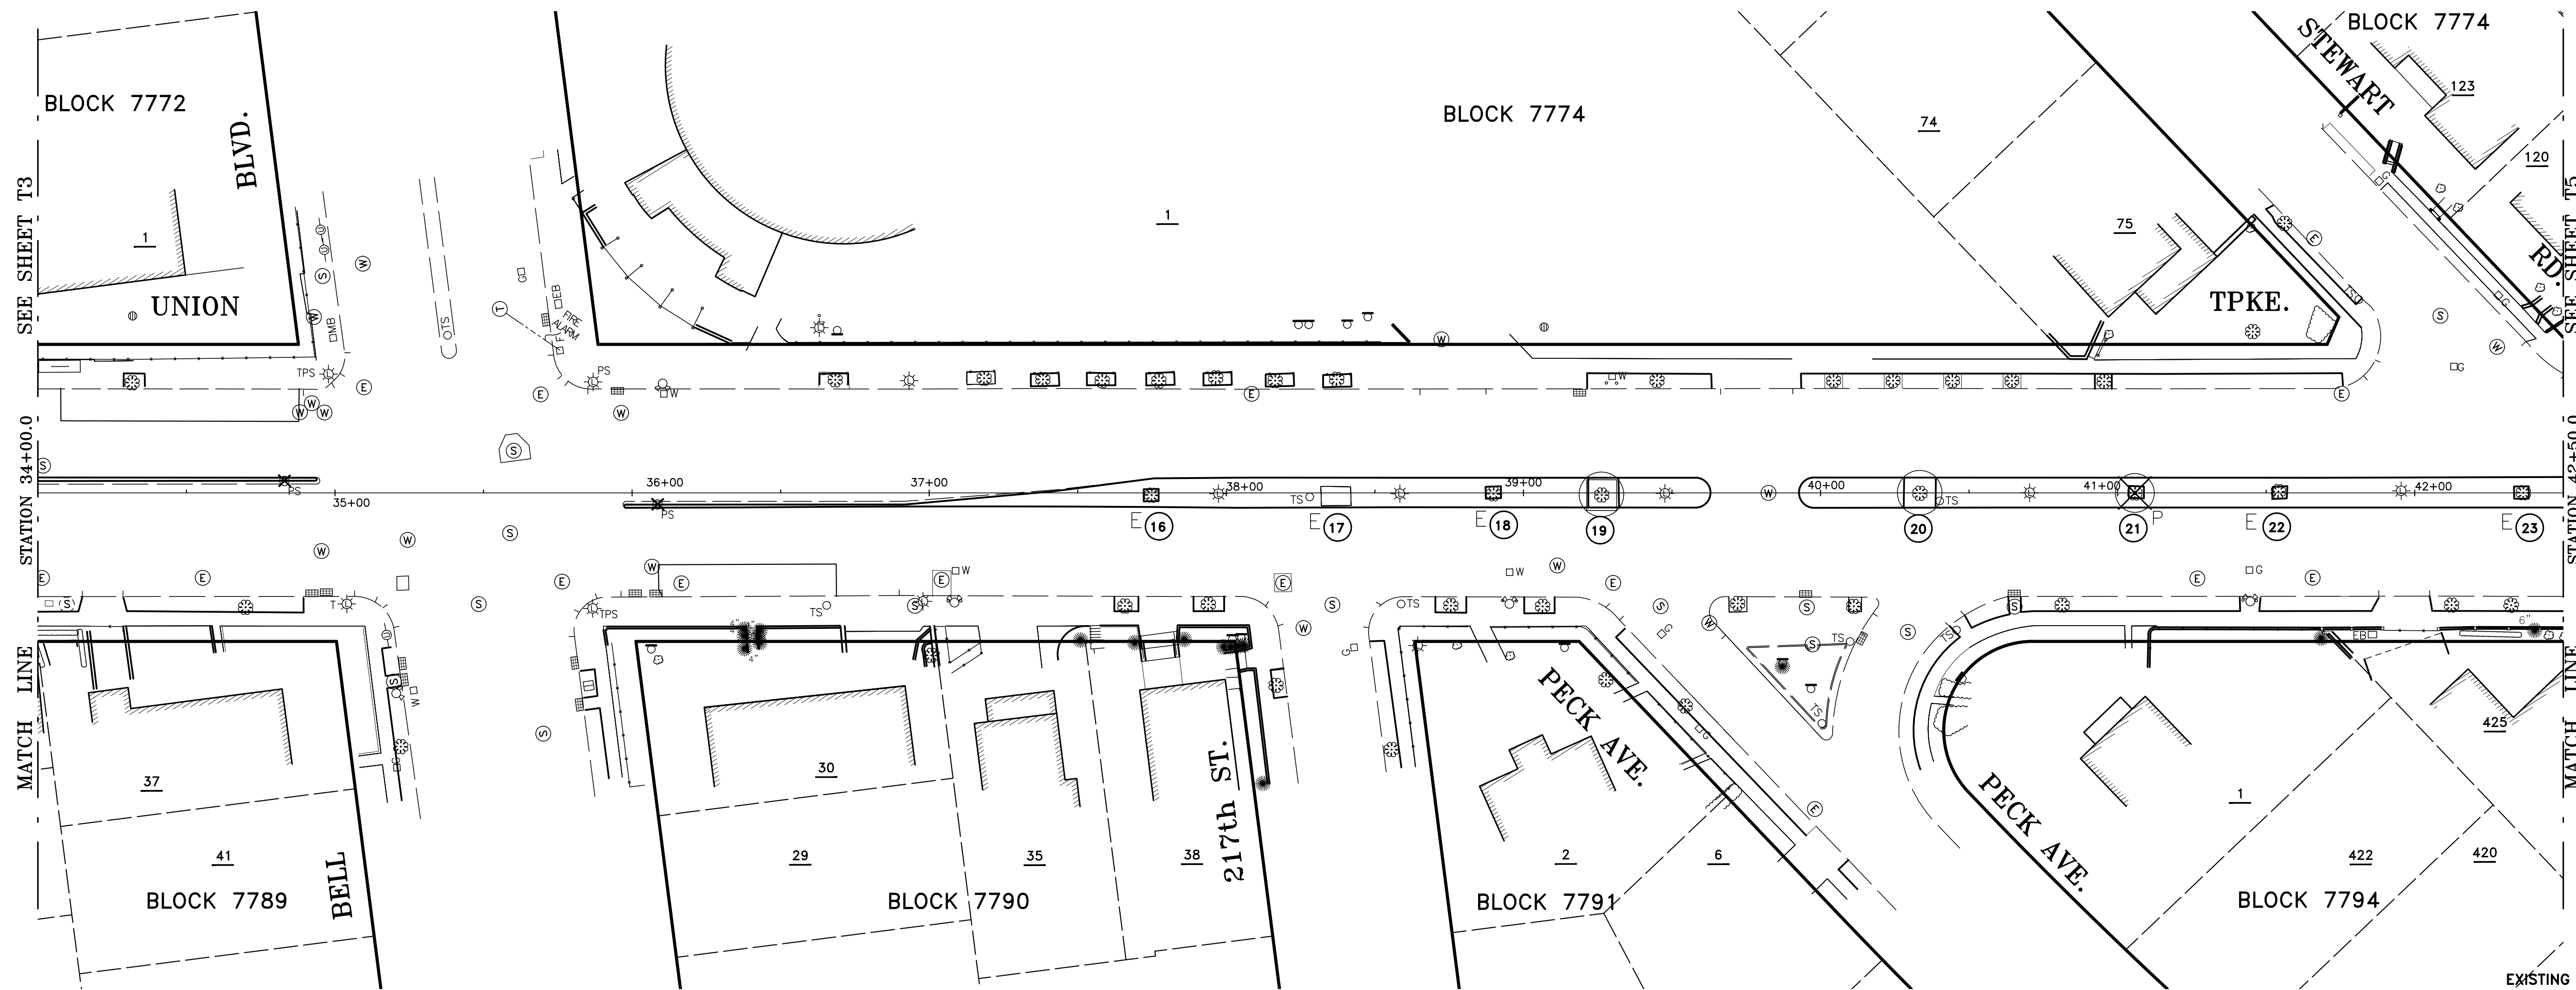 BLOCK 7772
BLVD.
1
UNION
MB
TPS
SEE SHEET T3
STATION 34+00.0
MATCH LINE
FIRE
ALARM
EB
TS
PS
BLOCK 7774
1
74
75
TPKE.
STEWART
RD.
BLOCK 7774
123
120
SEE SHEET T5
STATION 42+50.0
MATCH LINE
PS
35+00
36+00
PS
37+00
38+00
39+00
40+00
41+00
42+00
TS
TS
E 16
E 17
E 18
19
20
21 P
E 22
E 23
T
TPS
TS
TS
TS
TS
TS
EB
6"
4"
4"
37
41
BLOCK 7789
BELL
30
29
35
38
BLOCK 7790
217th ST.
PECK AVE.
2
6
BLOCK 7791
PECK AVE.
1
422
420
425
BLOCK 7794
EXISTING